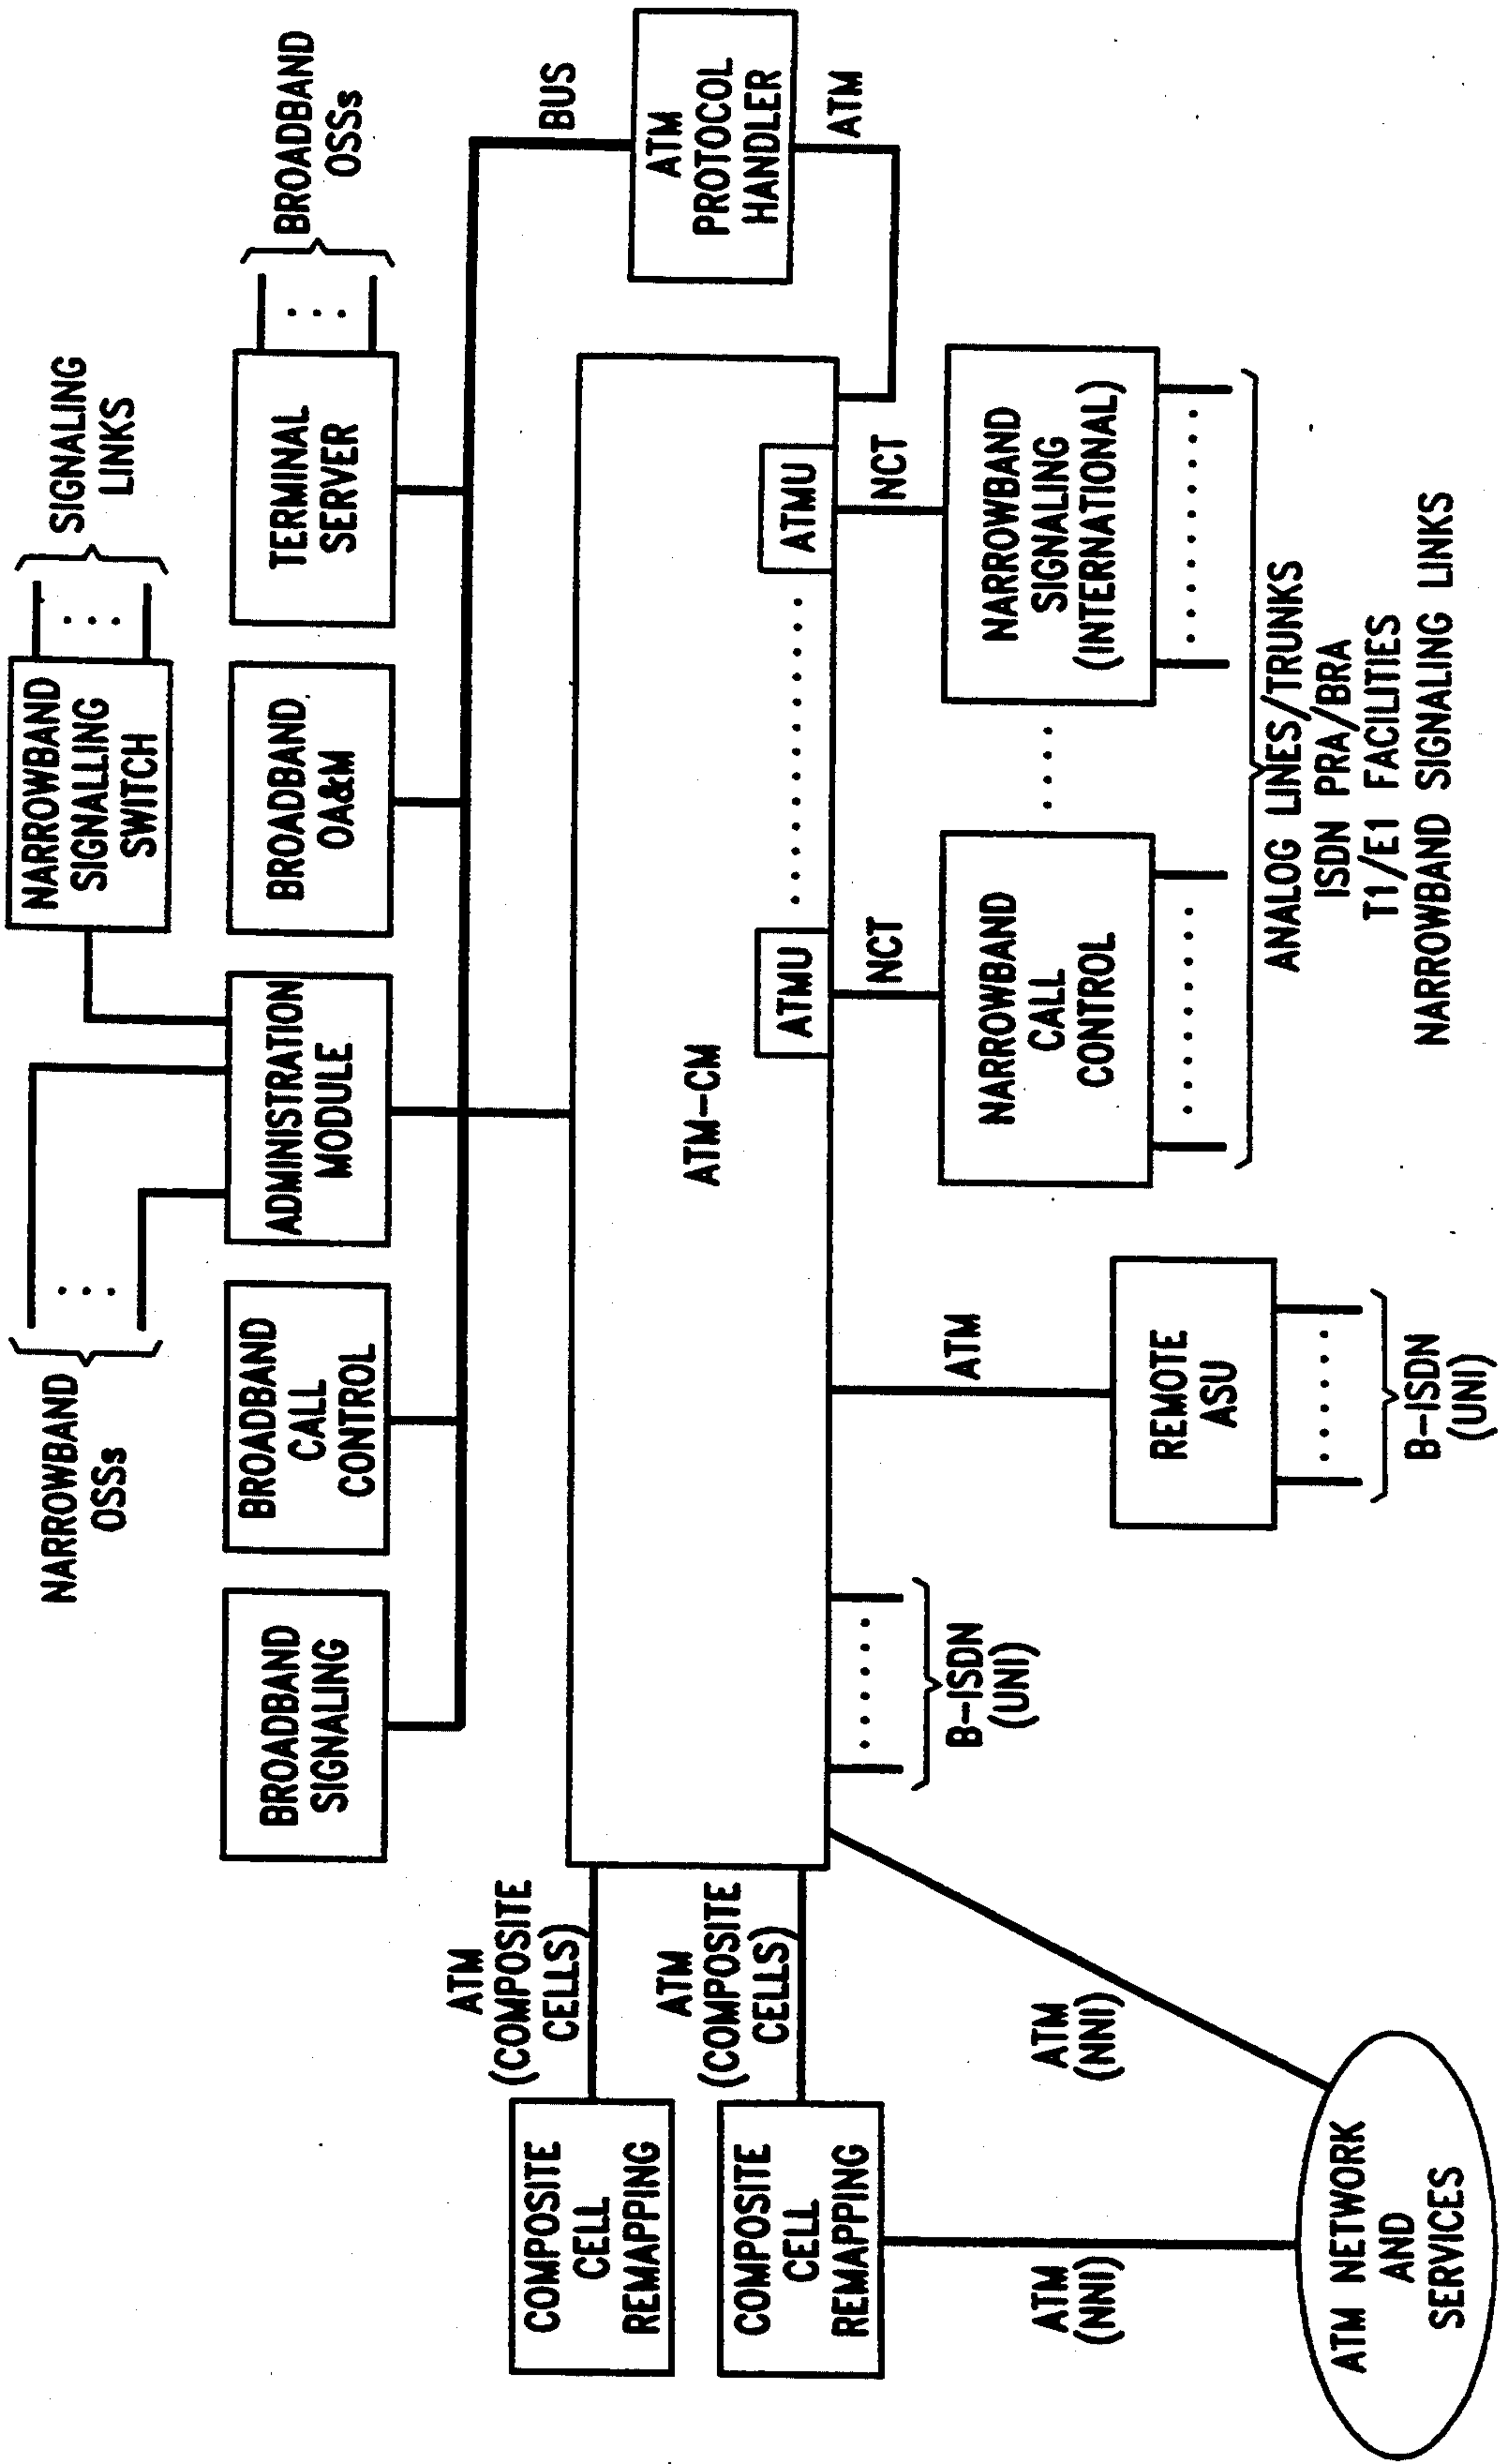 NARROWBAND
OSSs
NARROWBAND
SIGNALLING
SWITCH
SIGNALING
LINKS
BROADBAND
SIGNALING
BROADBAND
CALL
CONTROL
ADMINISTRATION
MODULE
BROADBAND
OA&M
TERMINAL
SERVER
BROADBAND
OSSs
BUS
ATM
PROTOCOL
HANDLER
ATM
ATM
(COMPOSITE
CELLS)
ATM
(COMPOSITE
CELLS)
COMPOSITE
CELL
REMAPPING
COMPOSITE
CELL
REMAPPING
ATM-CM
ATMU
ATMU
NCT
NCT
B-ISDN
(UNI)
ATM
NARROWBAND
CALL
CONTROL
NARROWBAND
SIGNALING
(INTERNATIONAL)
ATM
(NNI)
ATM
(NNI)
REMOTE
ASU
B-ISDN
(UNI)
ANALOG LINES/TRUNKS
ISDN PRA/BRA
T1/E1 FACILITIES
NARROWBAND SIGNALING LINKS
ATM NETWORK
AND
SERVICES